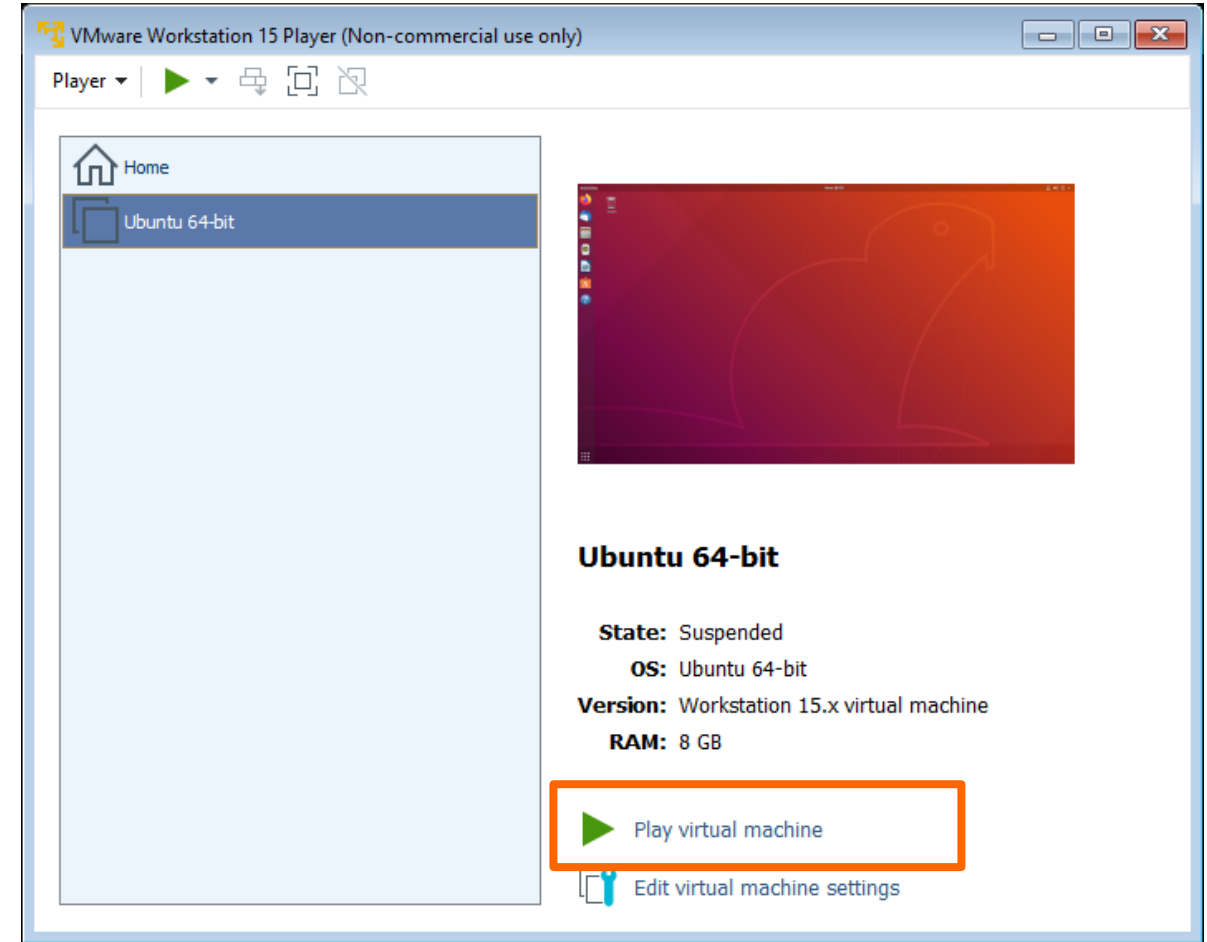 VMware Workstation 15 Player (Non-commercial use only)
Player
Home
Ubuntu 64-bit
Ubuntu 64-bit
State: Suspended
OS: Ubuntu 64-bit
Version: Workstation 15.x virtual machine
RAM: 8 GB
Play virtual machine
Edit virtual machine settings